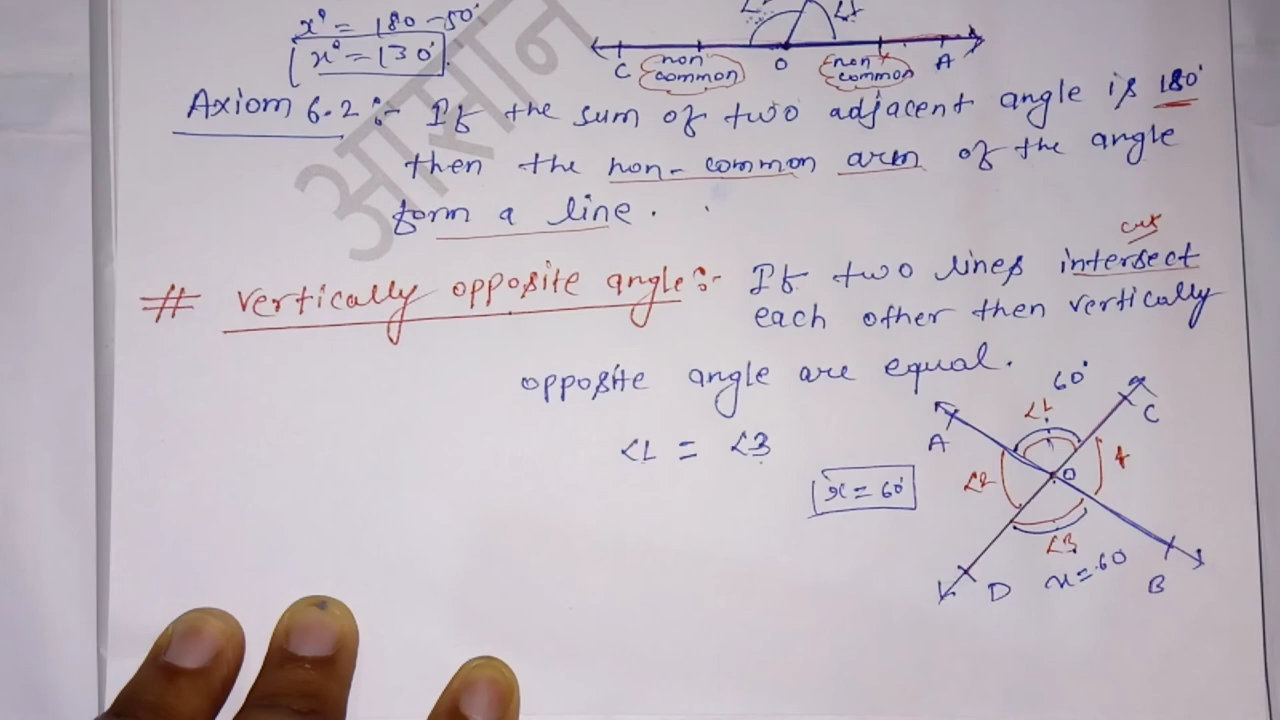 x° = 180 - 50°
x° = 130°
C non common O non common A
Axiom 6.2 :- If the sum of two adjacent angle is 180°
then the non-common arm of the angle
form a line.
cut
# vertically opposite angle :- If two lines intersect
each other then vertically
opposite angle are equal.
60°
∠1
A C
∠1 = ∠3
∠2 O 4
x = 60°
∠3
D x = 60 B
आसान